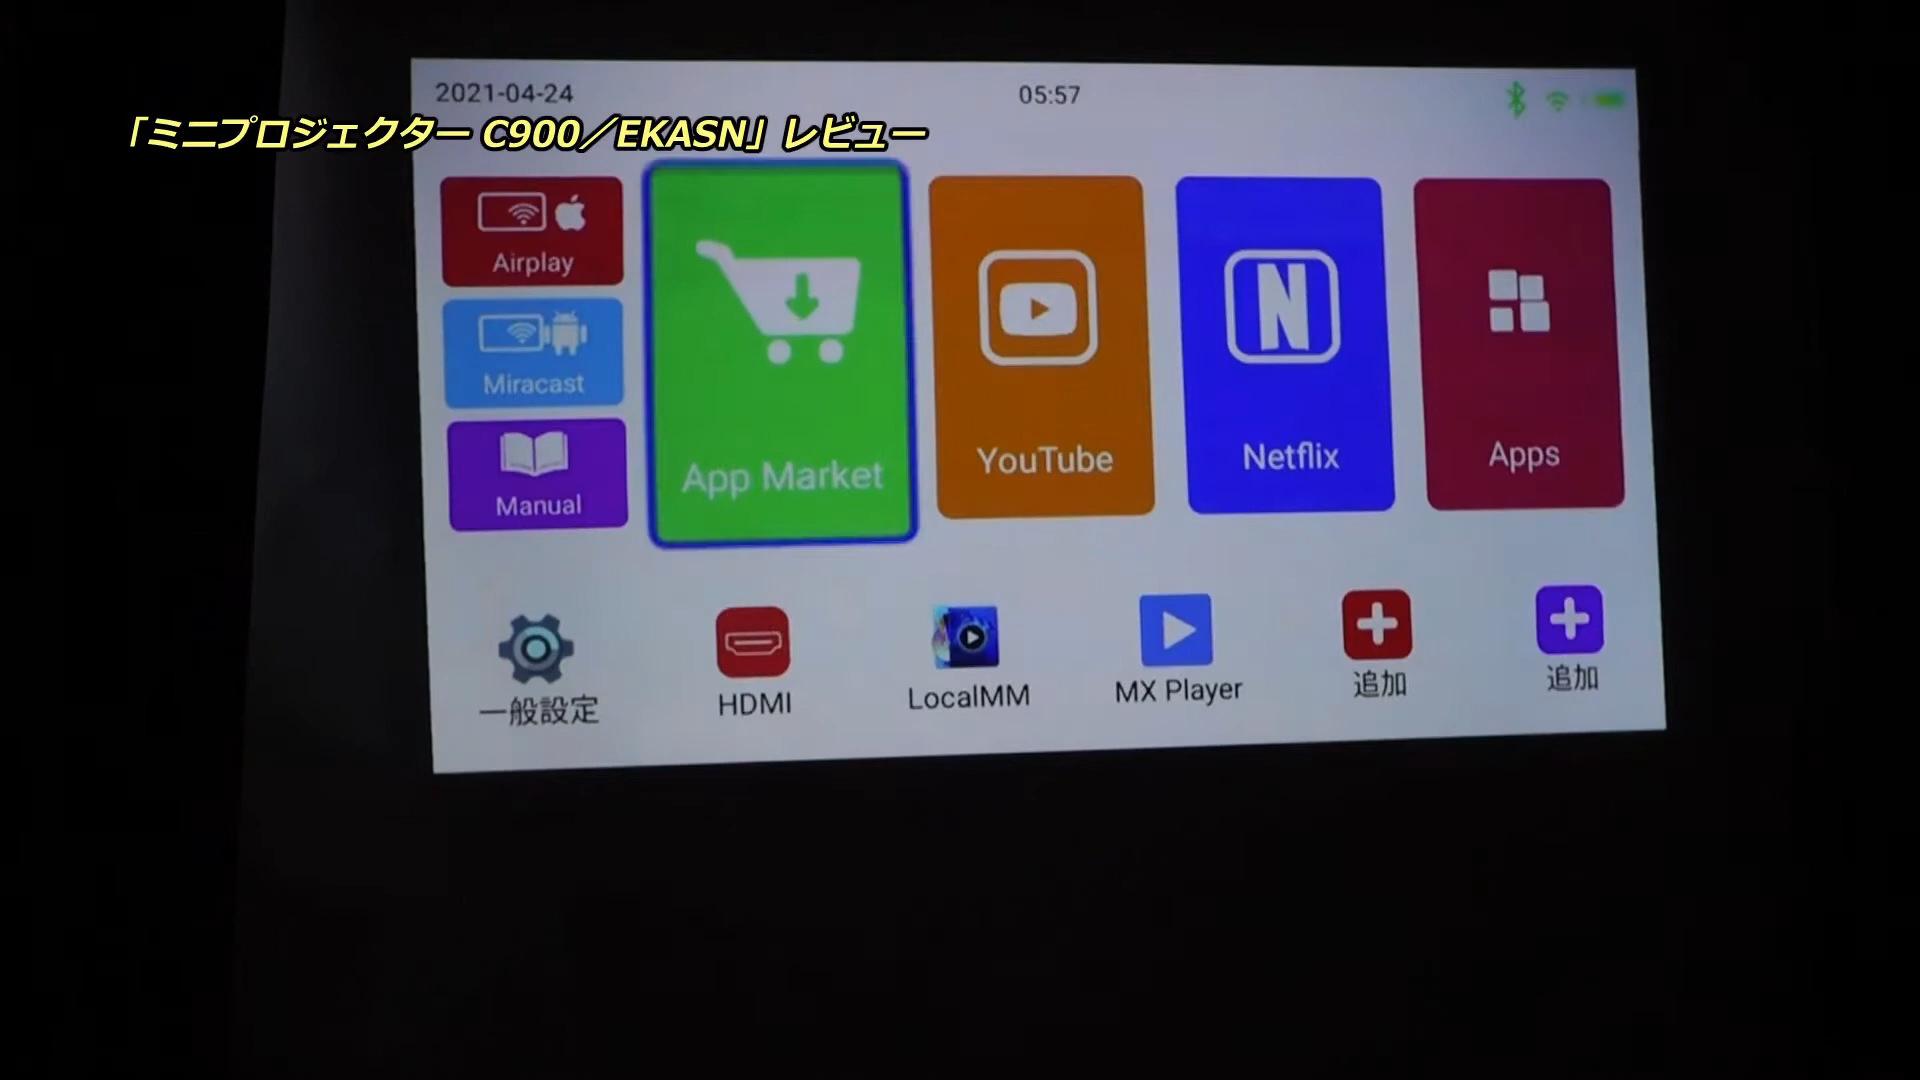 2021-04-24
05:57
「ミニプロジェクター C900／EKASN」レビュー
Airplay
Miracast
Manual
App Market
YouTube
N
Netflix
Apps
一般設定
HDMI
LocalMM
MX Player
追加
追加